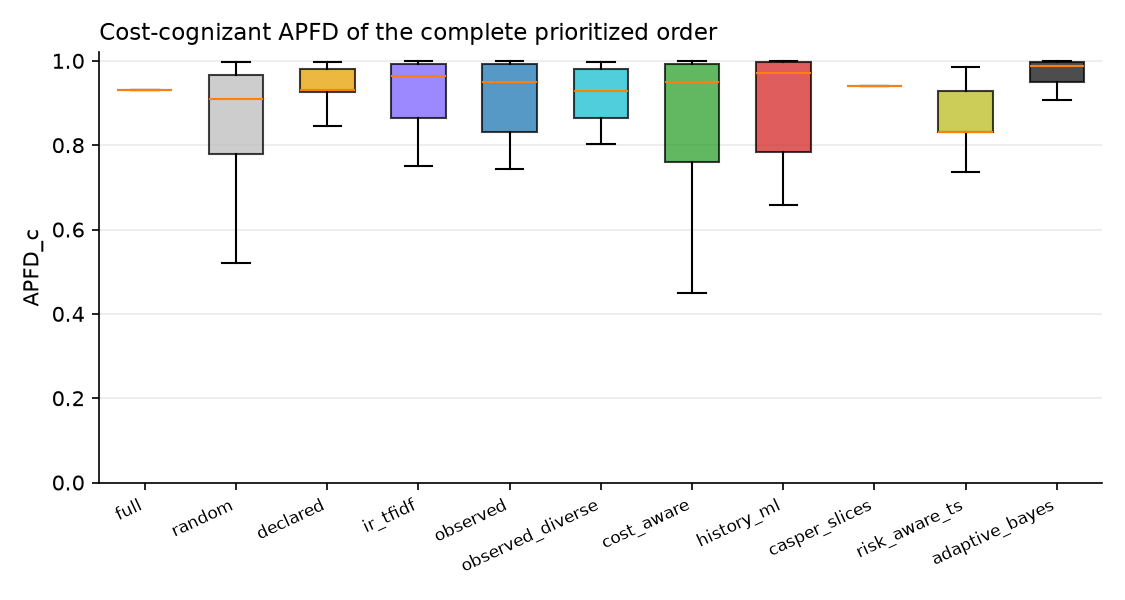 Cost-cognizant APFD of the complete prioritized order
1.0
0.8
0.6
0.4
0.2
0.0
APFD_c
full
random
declared
ir_tfidf
observed
observed_diverse
cost_aware
history_ml
casper_slices
risk_aware_ts
adaptive_bayes